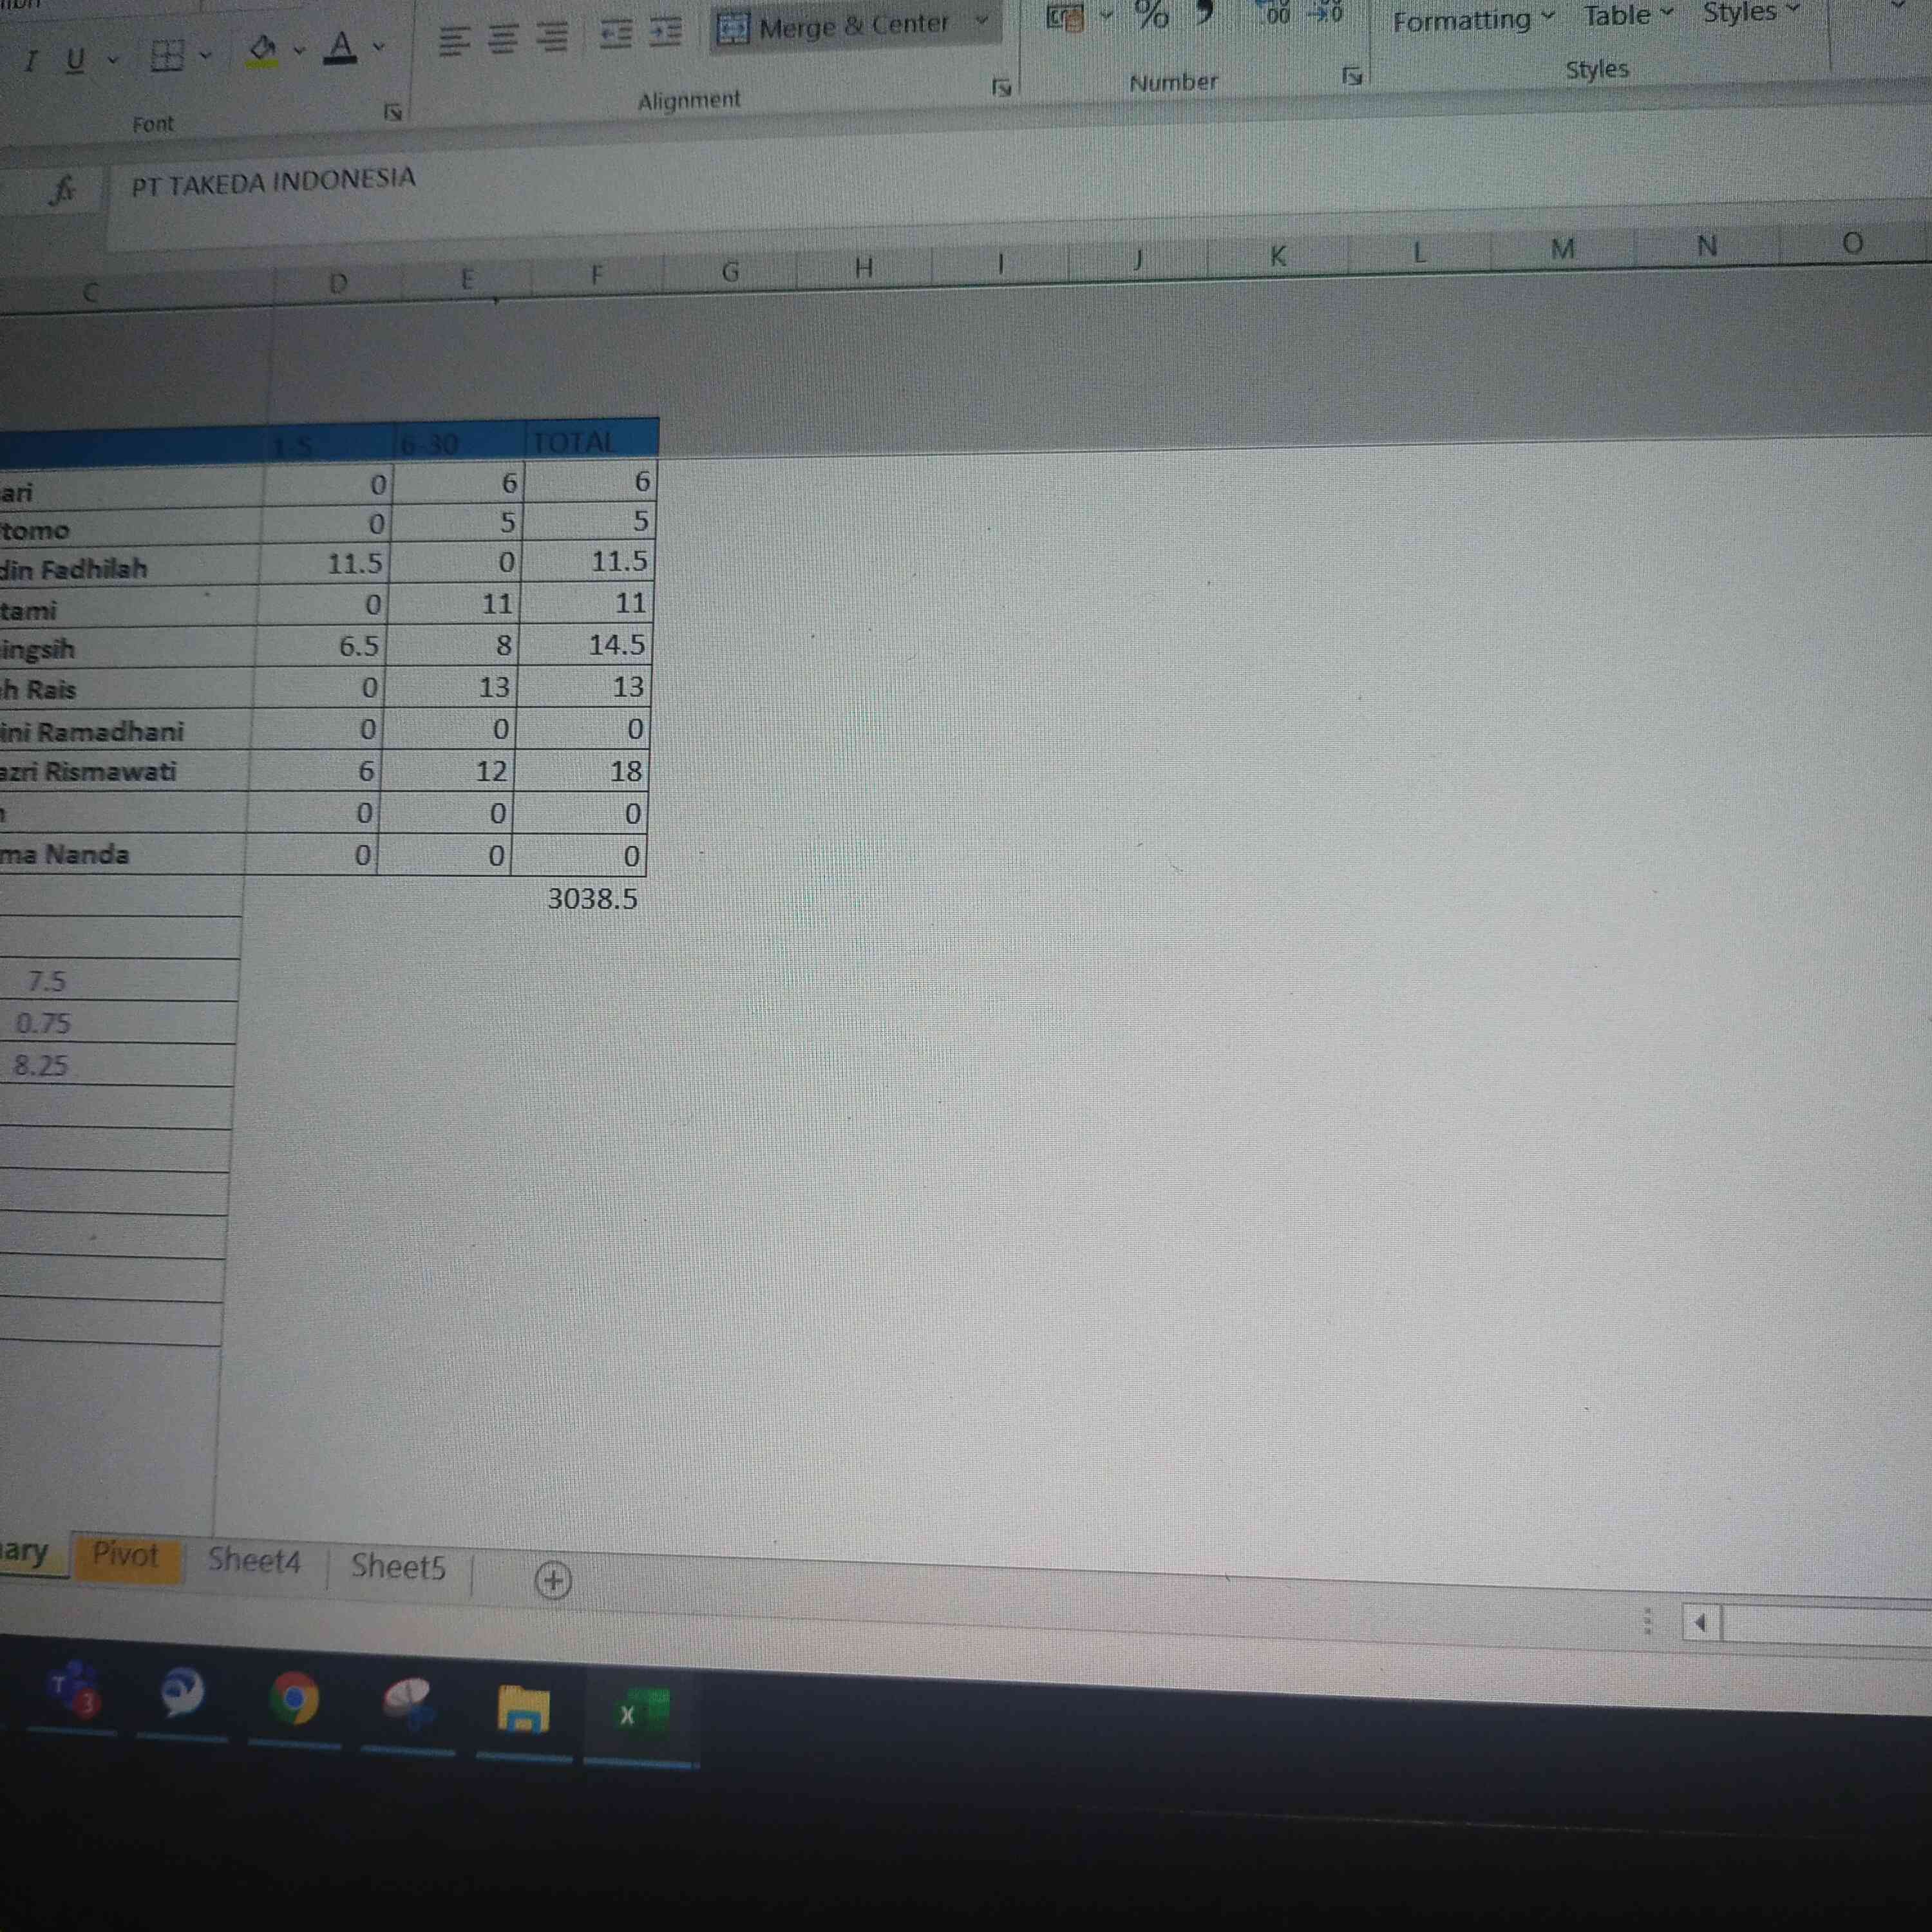 I U A Merge & Center % 9 .00 →0 Formatting Table Styles
Font Alignment Number Styles
fx PT TAKEDA INDONESIA
C D E F G H I J K L M N O
1-5 6-30 TOTAL
ari 0 6 6
tomo 0 5 5
din Fadhilah 11.5 0 11.5
tami 0 11 11
ingsih 6.5 8 14.5
h Rais 0 13 13
ini Ramadhani 0 0 0
azri Rismawati 6 12 18
0 0 0
ma Nanda 0 0 0
3038.5
7.5
0.75
8.25
ary Pivot Sheet4 Sheet5
T 3 X